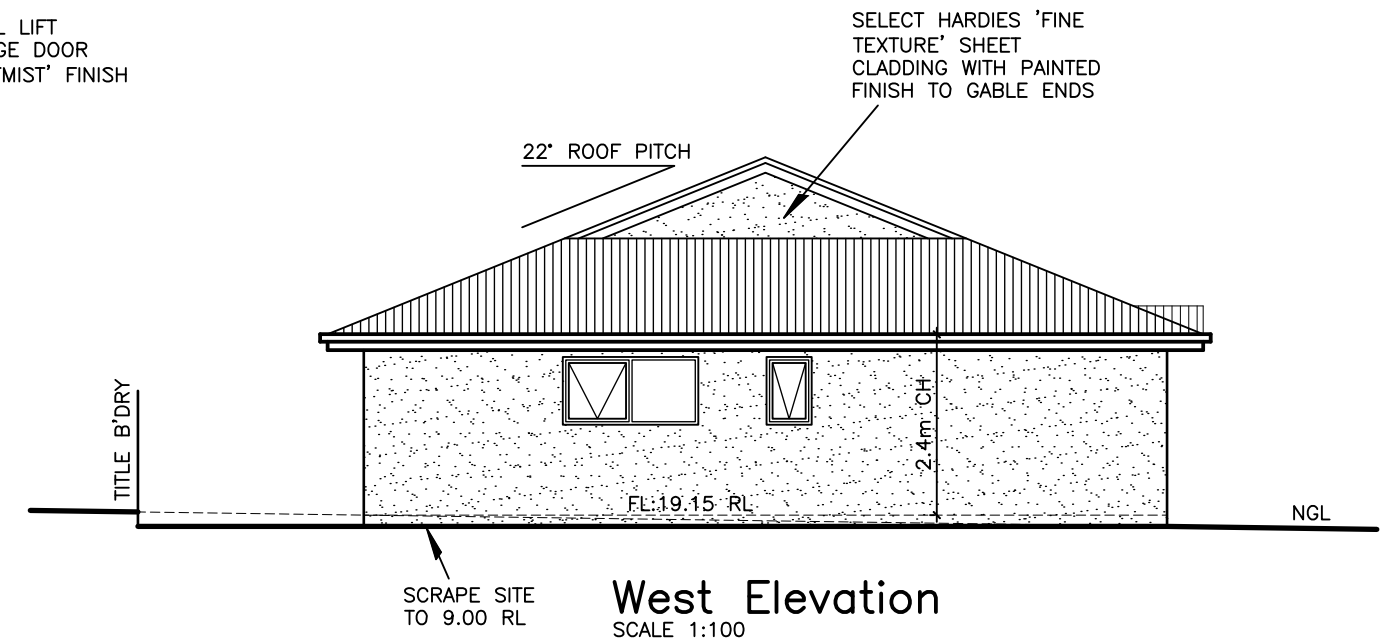 L LIFT
GE DOOR
MIST' FINISH
SELECT HARDIES 'FINE
TEXTURE' SHEET
CLADDING WITH PAINTED
FINISH TO GABLE ENDS
22° ROOF PITCH
TITLE B'DRY
2.4m CH
FL:19.15 RL
NGL
SCRAPE SITE
TO 9.00 RL
West Elevation
SCALE 1:100